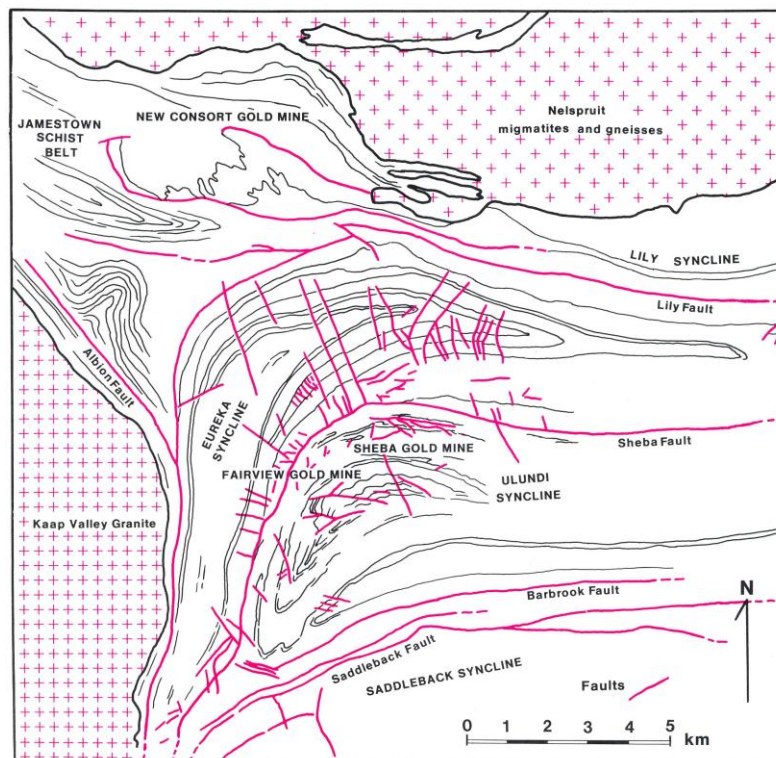 NEW CONSORT GOLD MINE
JAMESTOWN
SCHIST
BELT
Nelspruit
migmatites and gneisses
LILY SYNCLINE
Lily Fault
Albion Fault
EUREKA
SYNCLINE
SHEBA GOLD MINE
Sheba Fault
FAIRVIEW GOLD MINE
ULUNDI
SYNCLINE
Kaap Valley Granite
Barbrook Fault
N
Saddleback Fault
SADDLEBACK SYNCLINE
Faults
0 1 2 3 4 5
km